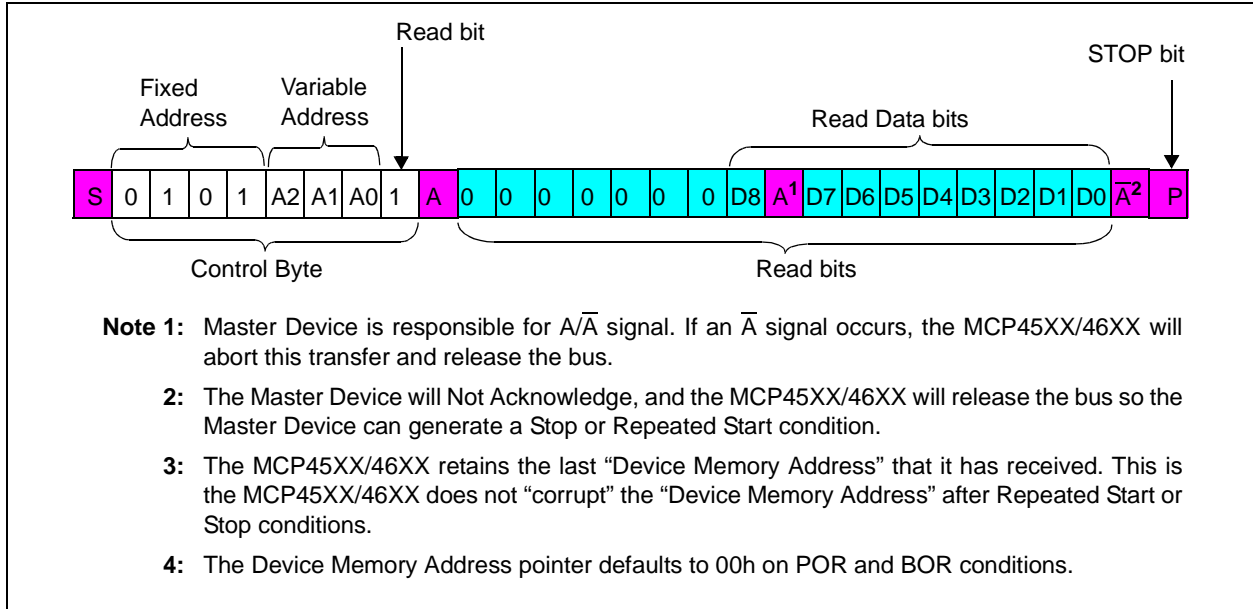 Read bit
STOP bit
Fixed Address
Variable Address
Read Data bits
S 0 1 0 1 A2 A1 A0 1 A 0 0 0 0 0 0 0 D8 A1 D7 D6 D5 D4 D3 D2 D1 D0 A̅2 P
Control Byte
Read bits
Note 1: Master Device is responsible for A/A̅ signal. If an A̅ signal occurs, the MCP45XX/46XX will
abort this transfer and release the bus.
2: The Master Device will Not Acknowledge, and the MCP45XX/46XX will release the bus so the
Master Device can generate a Stop or Repeated Start condition.
3: The MCP45XX/46XX retains the last “Device Memory Address” that it has received. This is
the MCP45XX/46XX does not “corrupt” the “Device Memory Address” after Repeated Start or
Stop conditions.
4: The Device Memory Address pointer defaults to 00h on POR and BOR conditions.